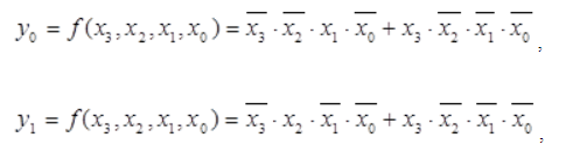 y₀ = f(x₃,x₂,x₁,x₀) = x̅₃ · x̅₂ · x₁ · x̅₀ + x₃ · x̅₂ · x̅₁ · x̅₀ ,
y₁ = f(x₃,x₂,x₁,x₀) = x̅₃ · x₂ · x̅₁ · x̅₀ + x₃ · x̅₂ · x̅₁ · x̅₀ ,